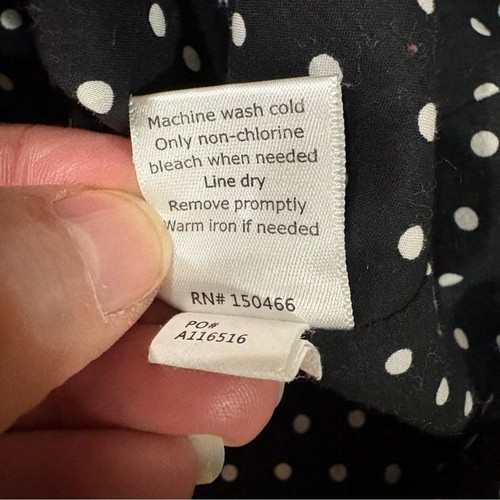 Machine wash cold
Only non-chlorine
bleach when needed
Line dry
Remove promptly
Warm iron if needed
RN# 150466
PO#
A116516